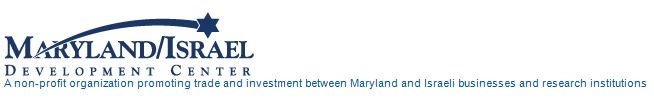 MARYLAND/ISRAEL
DEVELOPMENT CENTER
A non-profit organization promoting trade and investment between Maryland and Israeli businesses and research institutions